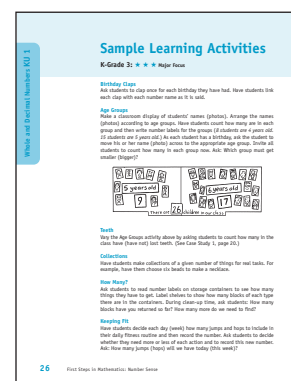 Whole and Decimal Numbers KU 1
Sample Learning Activities
K-Grade 3: ★ ★ ★ Major Focus
Birthday Claps
Ask students to clap once for each birthday they have had. Have students link
each clap with each number name as it is said.
Age Groups
Make a classroom display of students' names (photos). Arrange the names
(photos) according to age groups. Have students count how many are in each
group and then write number labels for the groups (8 students are 4 years old.
15 students are 5 years old.) As each student has a birthday, ask the student to
move his or her name (photo) across to the appropriate age group. Invite all
students to count how many in each group now. Ask: Which group must get
smaller (bigger)?
5 years old
9
6 years old
17
There are 26 children in our class
Teeth
Vary the Age Groups activity above by asking students to count how many in the
class have (have not) lost teeth. (See Case Study 1, page 20.)
Collections
Have students make collections of a given number of things for real tasks. For
example, have them choose six beads to make a necklace.
How Many?
Ask students to read number labels on storage containers to see how many
things they have to get. Label shelves to show how many blocks of each type
there are in the containers. During clean-up time, ask students: How many
blocks have you returned so far? How many more do we need to find?
Keeping Fit
Have students decide each day (week) how many jumps and hops to include in
their daily fitness routine and then record the number. Ask students to decide
whether they need more or less of each action and to record this new number.
Ask: How many jumps (hops) will we have today (this week)?
26
First Steps in Mathematics: Number Sense